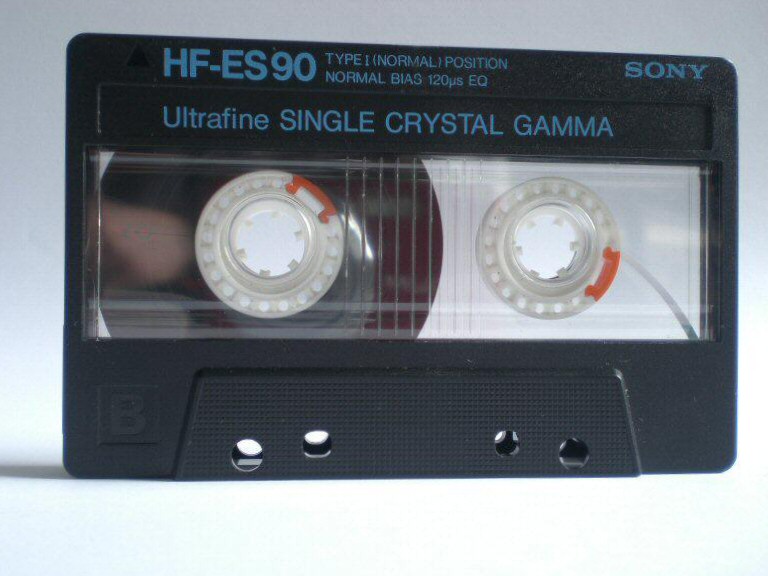 HF-ES90
TYPE I (NORMAL) POSITION
NORMAL BIAS 120µs EQ
SONY
Ultrafine SINGLE CRYSTAL GAMMA
B